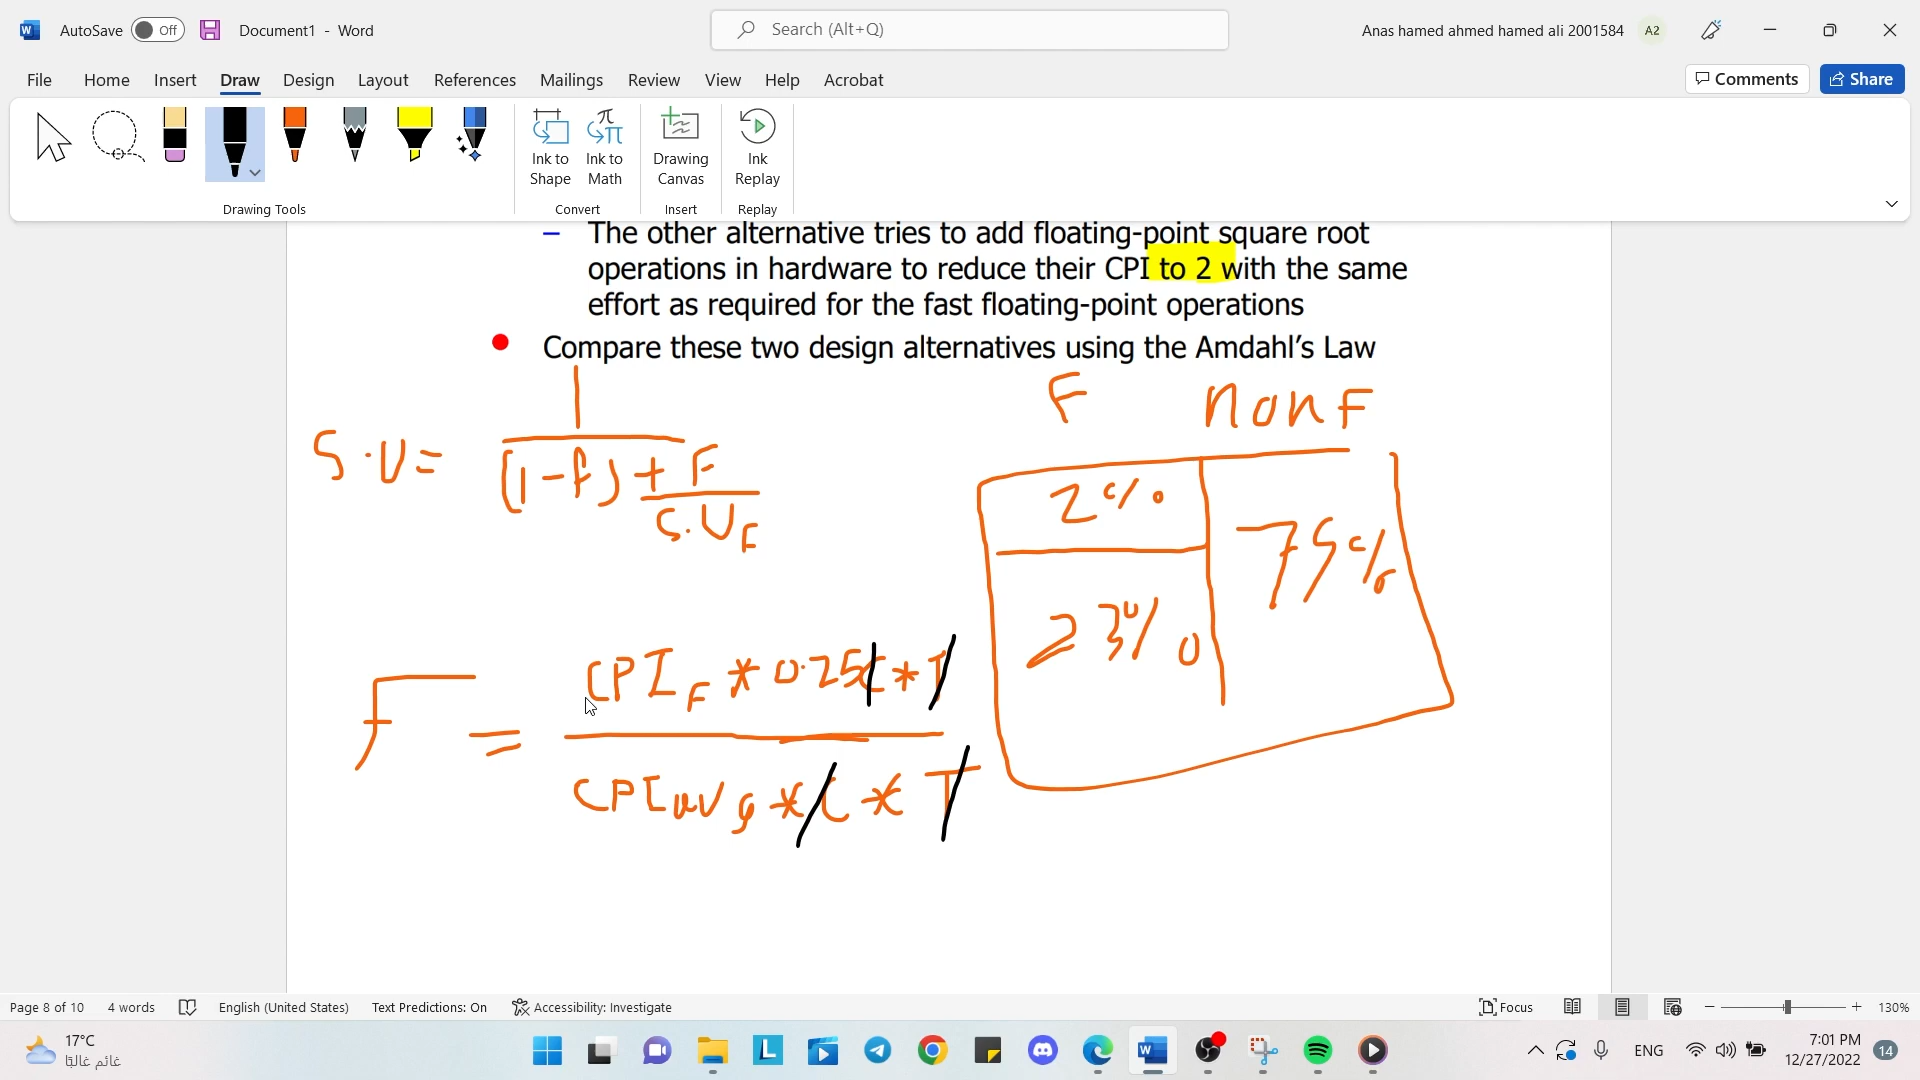 AutoSave Off Document1 - Word Search (Alt+Q) Anas hamed ahmed hamed ali 2001584 A2
File Home Insert Draw Design Layout References Mailings Review View Help Acrobat Comments Share
Ink to Shape
Ink to Math
Drawing Canvas
Ink Replay
Drawing Tools Convert Insert Replay
– The other alternative tries to add floating-point square root
operations in hardware to reduce their CPI to 2 with the same
effort as required for the fast floating-point operations
Compare these two design alternatives using the Amdahl's Law
F non F
1
S.U =
(1-f) + F
S.U F
2%
75%
23%
CPI F * 0.25 C * T
F =
CPI avg * C * T
Page 8 of 10 4 words English (United States) Text Predictions: On Accessibility: Investigate Focus 130%
17°C
غائم غالبًا
ENG
7:01 PM
12/27/2022
14